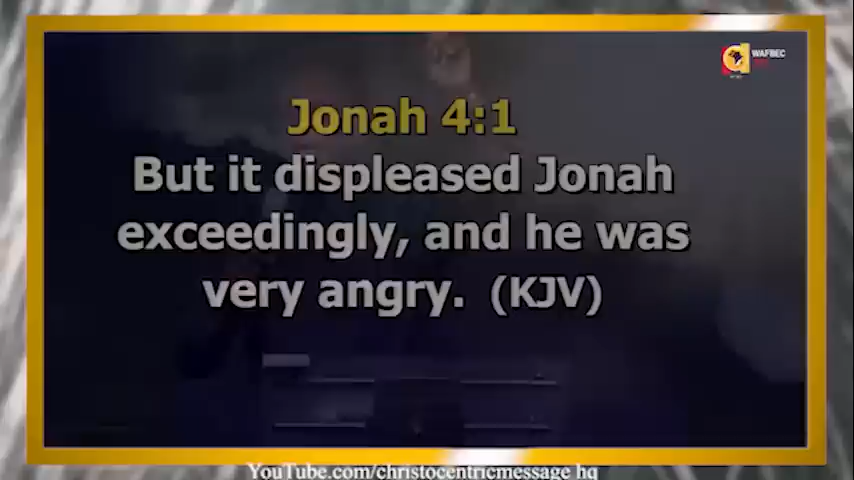 WAFBEC
Jonah 4:1
But it displeased Jonah
exceedingly, and he was
very angry. (KJV)
YouTube.com/christocentricmessage hq